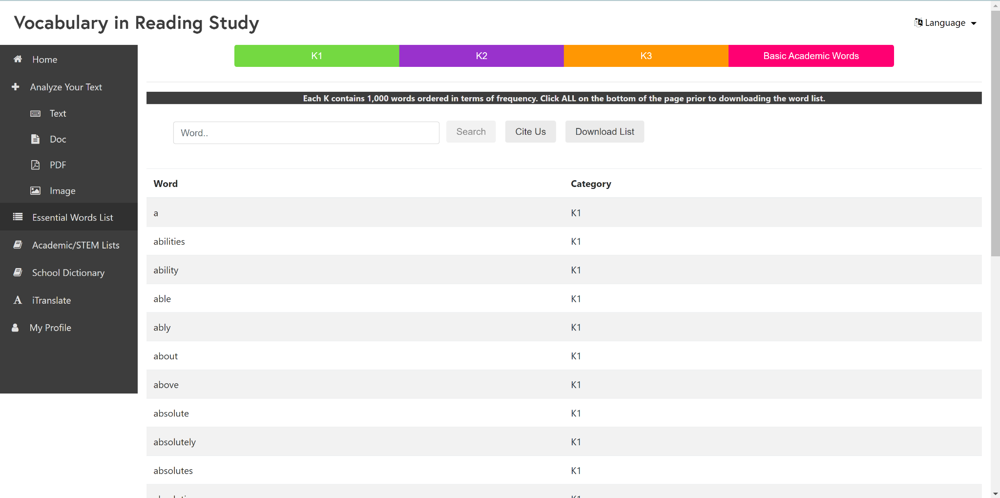 Vocabulary in Reading Study
Language
Home
Analyze Your Text
Text
Doc
PDF
Image
Essential Words List
Academic/STEM Lists
School Dictionary
iTranslate
My Profile
K1 K2 K3 Basic Academic Words
Each K contains 1,000 words ordered in terms of frequency. Click ALL on the bottom of the page prior to downloading the word list.
Word.. Search Cite Us Download List
Word Category
a K1
abilities K1
ability K1
able K1
ably K1
about K1
above K1
absolute K1
absolutely K1
absolutes K1